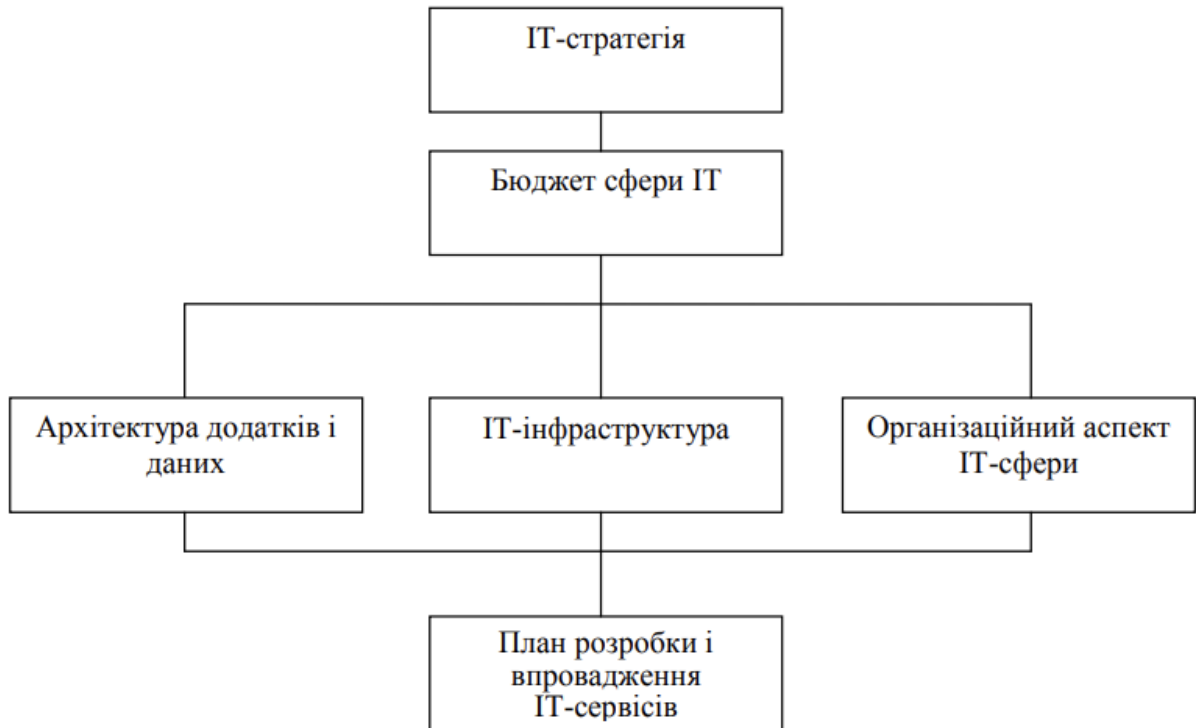 ІТ-стратегія
Бюджет сфери ІТ
Архітектура додатків і
даних
ІТ-інфраструктура
Організаційний аспект
ІТ-сфери
План розробки і
впровадження
ІТ-сервісів